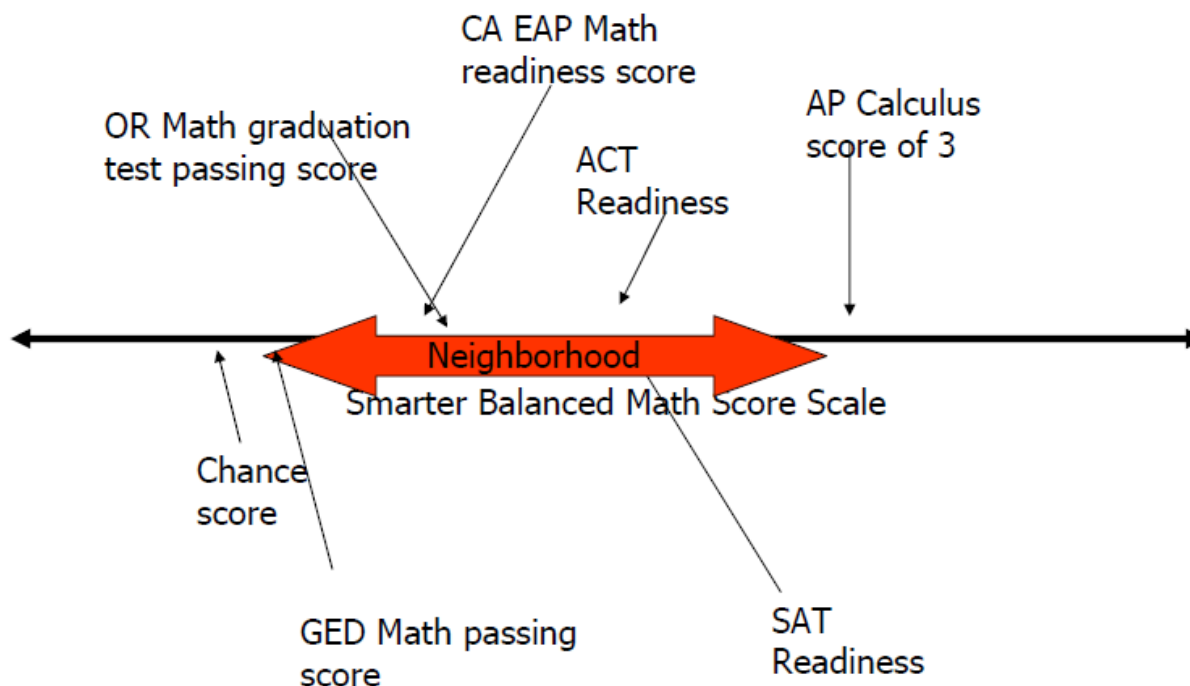 CA EAP Math
readiness score
OR Math graduation
test passing score
ACT
Readiness
AP Calculus
score of 3
Neighborhood
Smarter Balanced Math Score Scale
Chance
score
GED Math passing
score
SAT
Readiness